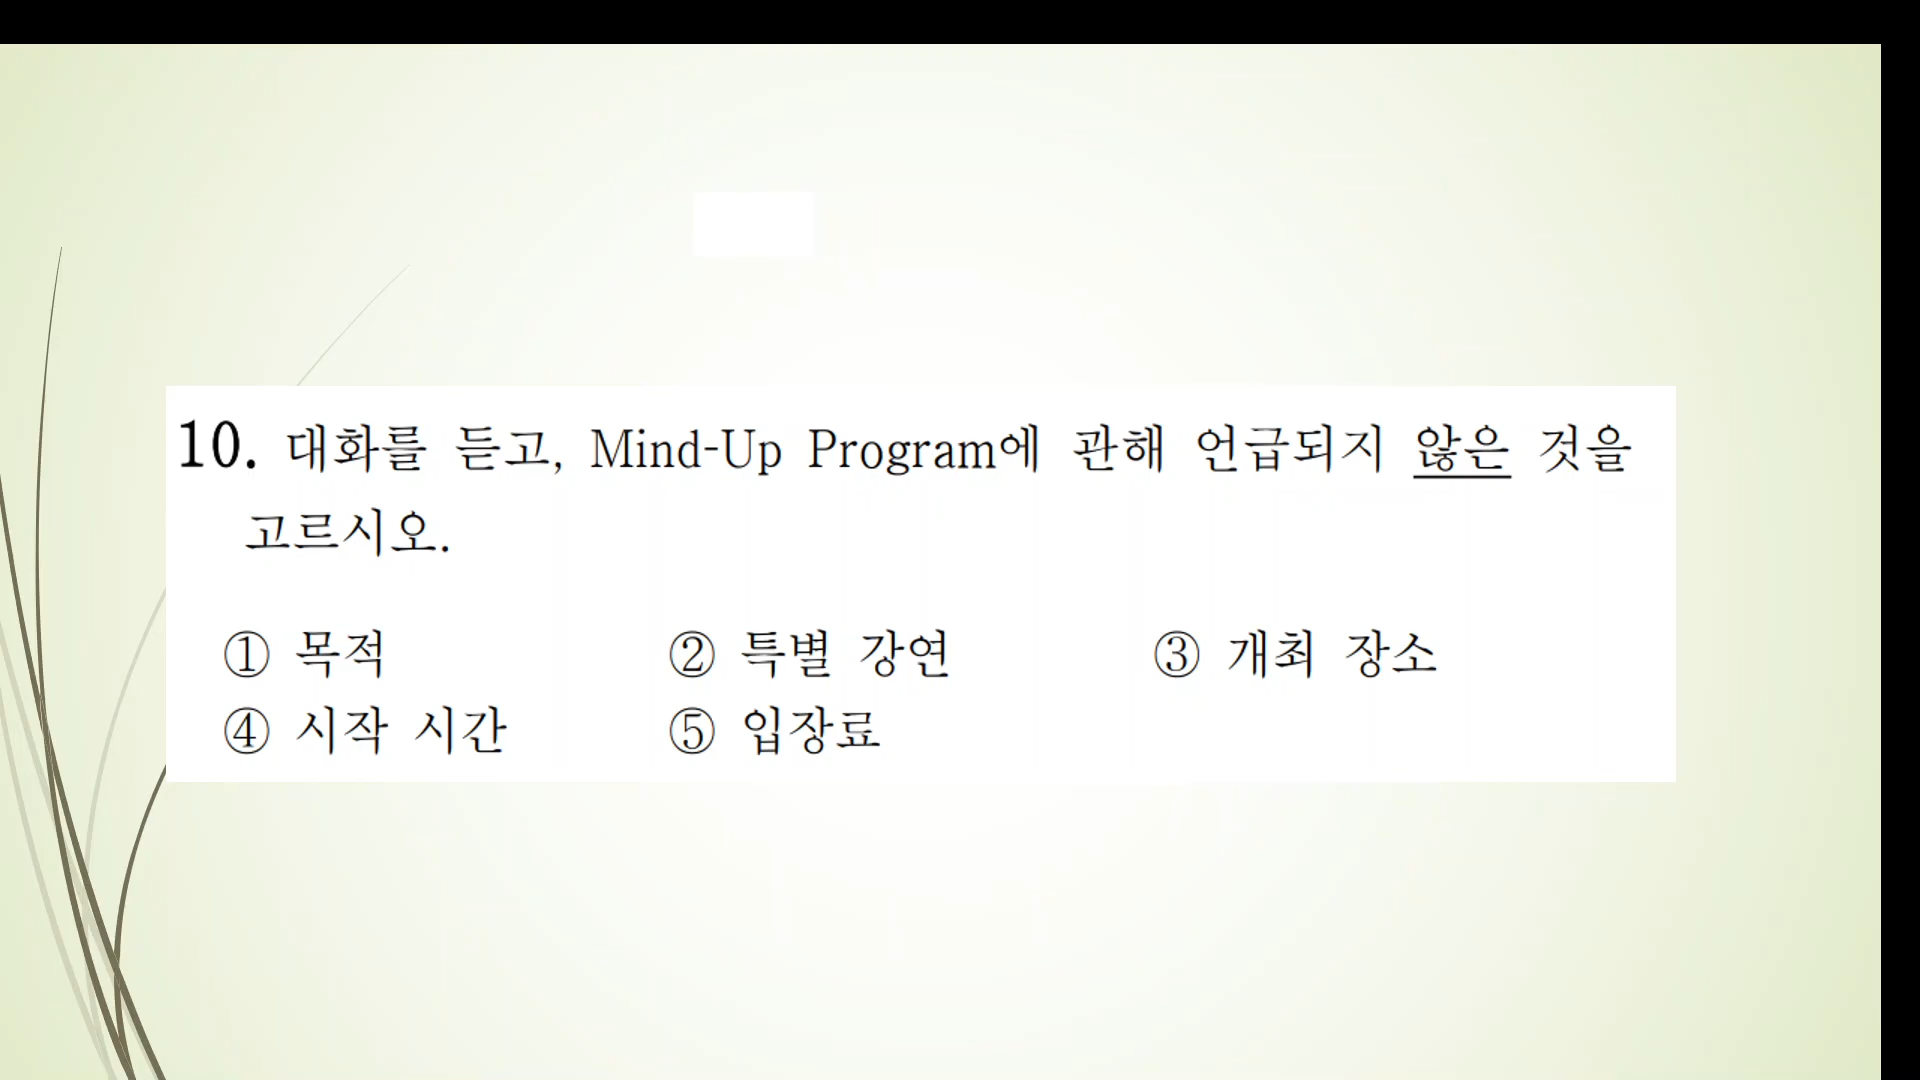 10. 대화를 듣고, Mind-Up Program에 관해 언급되지 않은 것을
고르시오.
① 목적 ② 특별 강연 ③ 개최 장소
④ 시작 시간 ⑤ 입장료